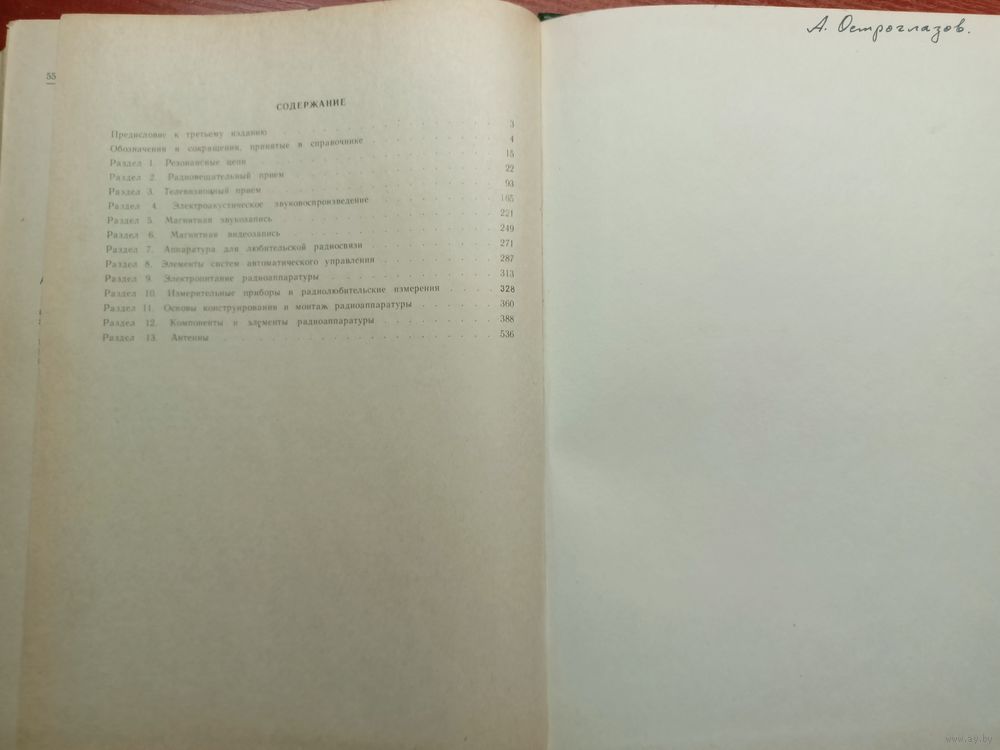 55
СОДЕРЖАНИЕ
Предисловие к третьему изданию . . . . . . . . . . . . 3
Обозначения и сокращения, принятые в справочнике . . . . . . . . 4
Раздел 1. Резонансные цепи . . . . . . . . . . . . 15
Раздел 2. Радиовещательный прием . . . . . . . . . . . . 22
Раздел 3. Телевизионный прием . . . . . . . . . . . . 93
Раздел 4. Электроакустическое звуковоспроизведение . . . . . . . . 165
Раздел 5. Магнитная звукозапись . . . . . . . . . . . . 221
Раздел 6. Магнитная видеозапись . . . . . . . . . . . . 249
Раздел 7. Аппаратура для любительской радиосвязи . . . . . . . . 271
Раздел 8. Элементы систем автоматического управления . . . . . . . . 287
Раздел 9. Электропитание радиоаппаратуры . . . . . . . . . . 313
Раздел 10. Измерительные приборы и радиолюбительские измерения . . . . 328
Раздел 11. Основы конструирования и монтаж радиоаппаратуры . . . . . . 360
Раздел 12. Компоненты и элементы радиоаппаратуры . . . . . . . . 388
Раздел 13. Антенны . . . . . . . . . . . . . . . 536
А. Остроглазов.
www.ay.by